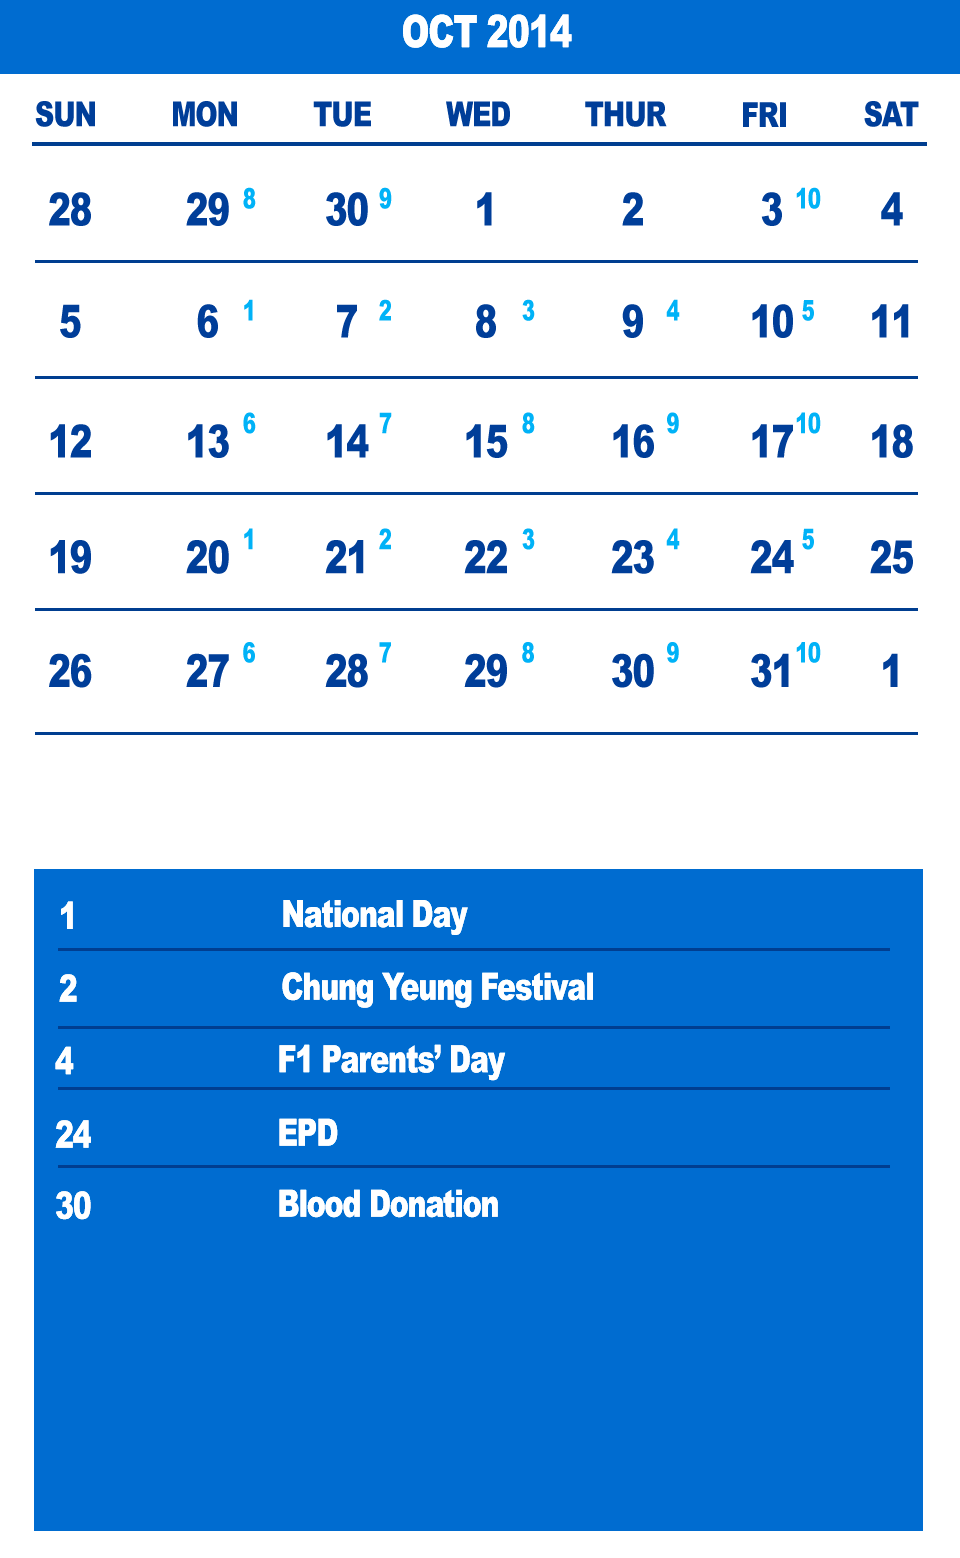 OCT 2014
SUN MON TUE WED THUR FRI SAT
28 29 8 30 9 1 2 3 10 4
5 6 1 7 2 8 3 9 4 10 5 11
12 13 6 14 7 15 8 16 9 17 10 18
19 20 1 21 2 22 3 23 4 24 5 25
26 27 6 28 7 29 8 30 9 31 10 1
1 National Day
2 Chung Yeung Festival
4 F1 Parents’ Day
24 EPD
30 Blood Donation